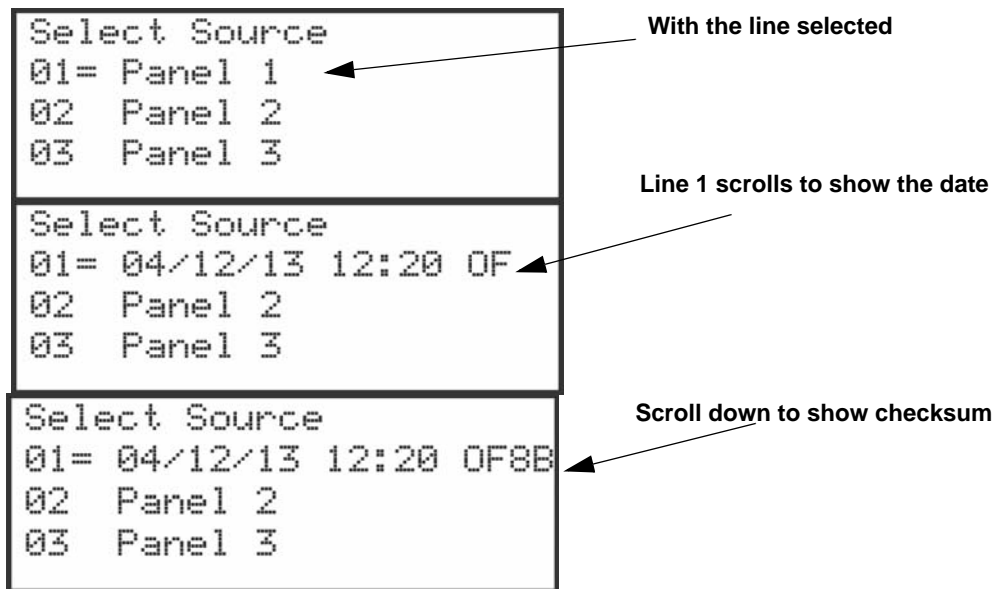 Select Source
With the line selected
01= Panel 1
02 Panel 2
03 Panel 3
Line 1 scrolls to show the date
Select Source
01= 04/12/13 12:20 0F
02 Panel 2
03 Panel 3
Scroll down to show checksum
Select Source
01= 04/12/13 12:20 0F8B
02 Panel 2
03 Panel 3